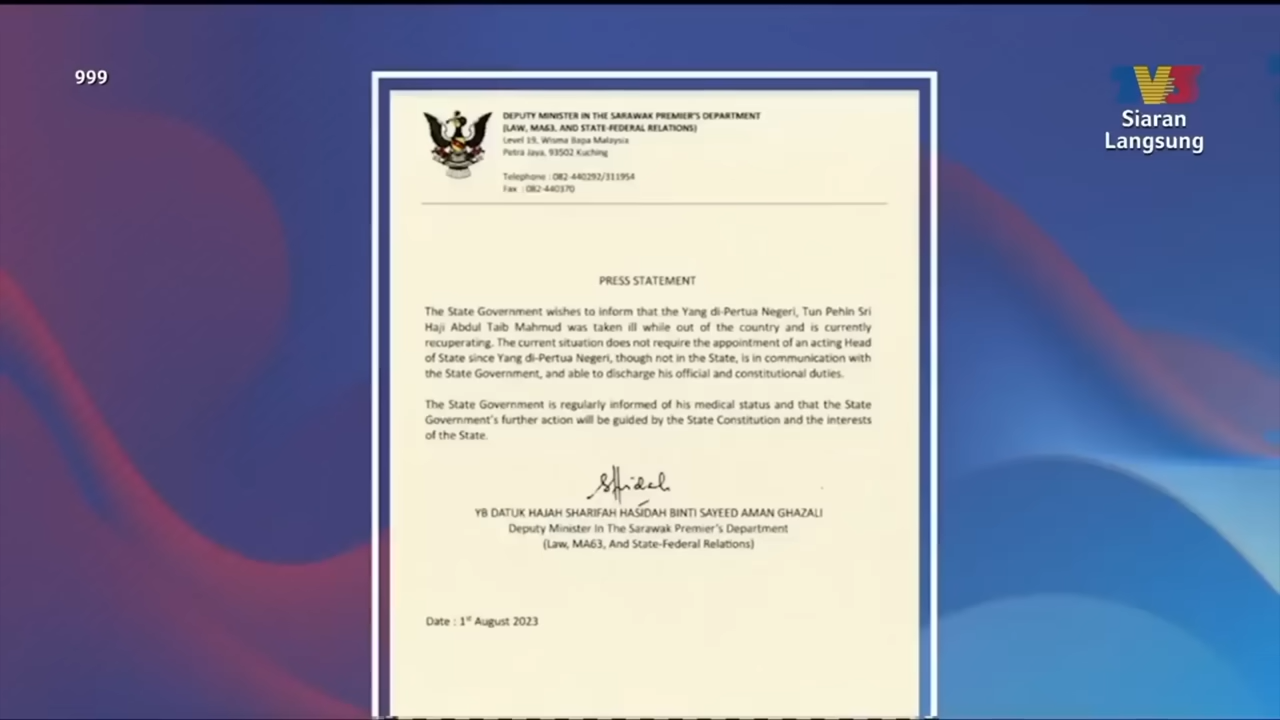 999
TV3
Siaran
Langsung
DEPUTY MINISTER IN THE SARAWAK PREMIER'S DEPARTMENT
(LAW, MA63, AND STATE-FEDERAL RELATIONS)
Level 19, Wisma Bapa Malaysia
Petra Jaya, 93502 Kuching
Telephone : 082-440292/311954
Fax : 082-440370
PRESS STATEMENT
The State Government wishes to inform that the Yang di-Pertua Negeri, Tun Pehin Sri
Haji Abdul Taib Mahmud was taken ill while out of the country and is currently
recuperating. The current situation does not require the appointment of an acting Head
of State since Yang di-Pertua Negeri, though not in the State, is in communication with
the State Government, and able to discharge his official and constitutional duties.
The State Government is regularly informed of his medical status and that the State
Government's further action will be guided by the State Constitution and the interests
of the State.
YB DATUK HAJAH SHARIFAH HASIDAH BINTI SAYEED AMAN GHAZALI
Deputy Minister In The Sarawak Premier's Department
(Law, MA63, And State-Federal Relations)
Date : 1st August 2023